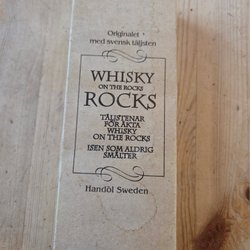 Originalet
med svensk täljsten
WHISKY
ON THE ROCKS
ROCKS
TÄLJSTENAR
FÖR ÄKTA
WHISKY
ON THE ROCKS
ISEN SOM ALDRIG
SMÄLTER
Handöl Sweden